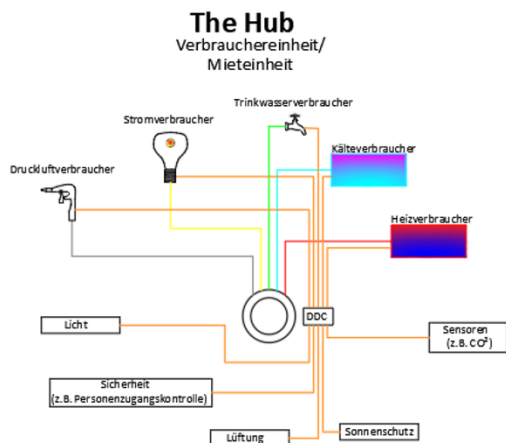 The Hub
Verbrauchereinheit/
Mieteinheit
Trinkwasserverbraucher
Stromverbraucher
Kälteverbraucher
Druckluftverbraucher
Heizverbraucher
DDC
Licht
Sensoren
(z.B. CO²)
Sicherheit
(z.B. Personenzugangskontrolle)
Lüftung
Sonnenschutz